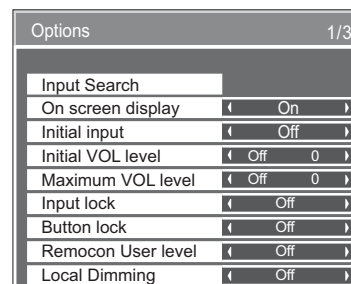 Options 1/3
Input Search
On screen display On
Initial input Off
Initial VOL level Off 0
Maximum VOL level Off 0
Input lock Off
Button lock Off
Remocon User level Off
Local Dimming Off